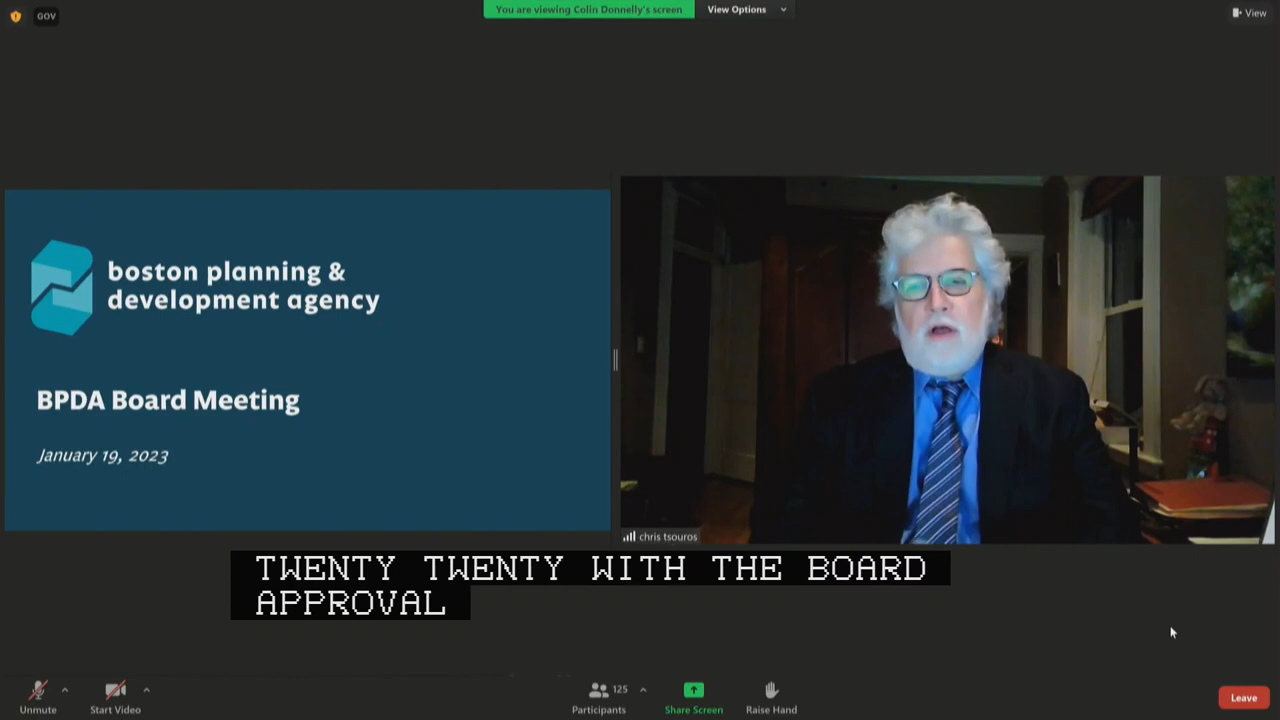 GOV
You are viewing Colin Donnelly's screen
View Options
View
boston planning &
development agency
BPDA Board Meeting
January 19, 2023
chris tsouros
TWENTY TWENTY WITH THE BOARD
APPROVAL
Unmute
Start Video
125
Participants
Share Screen
Raise Hand
Leave